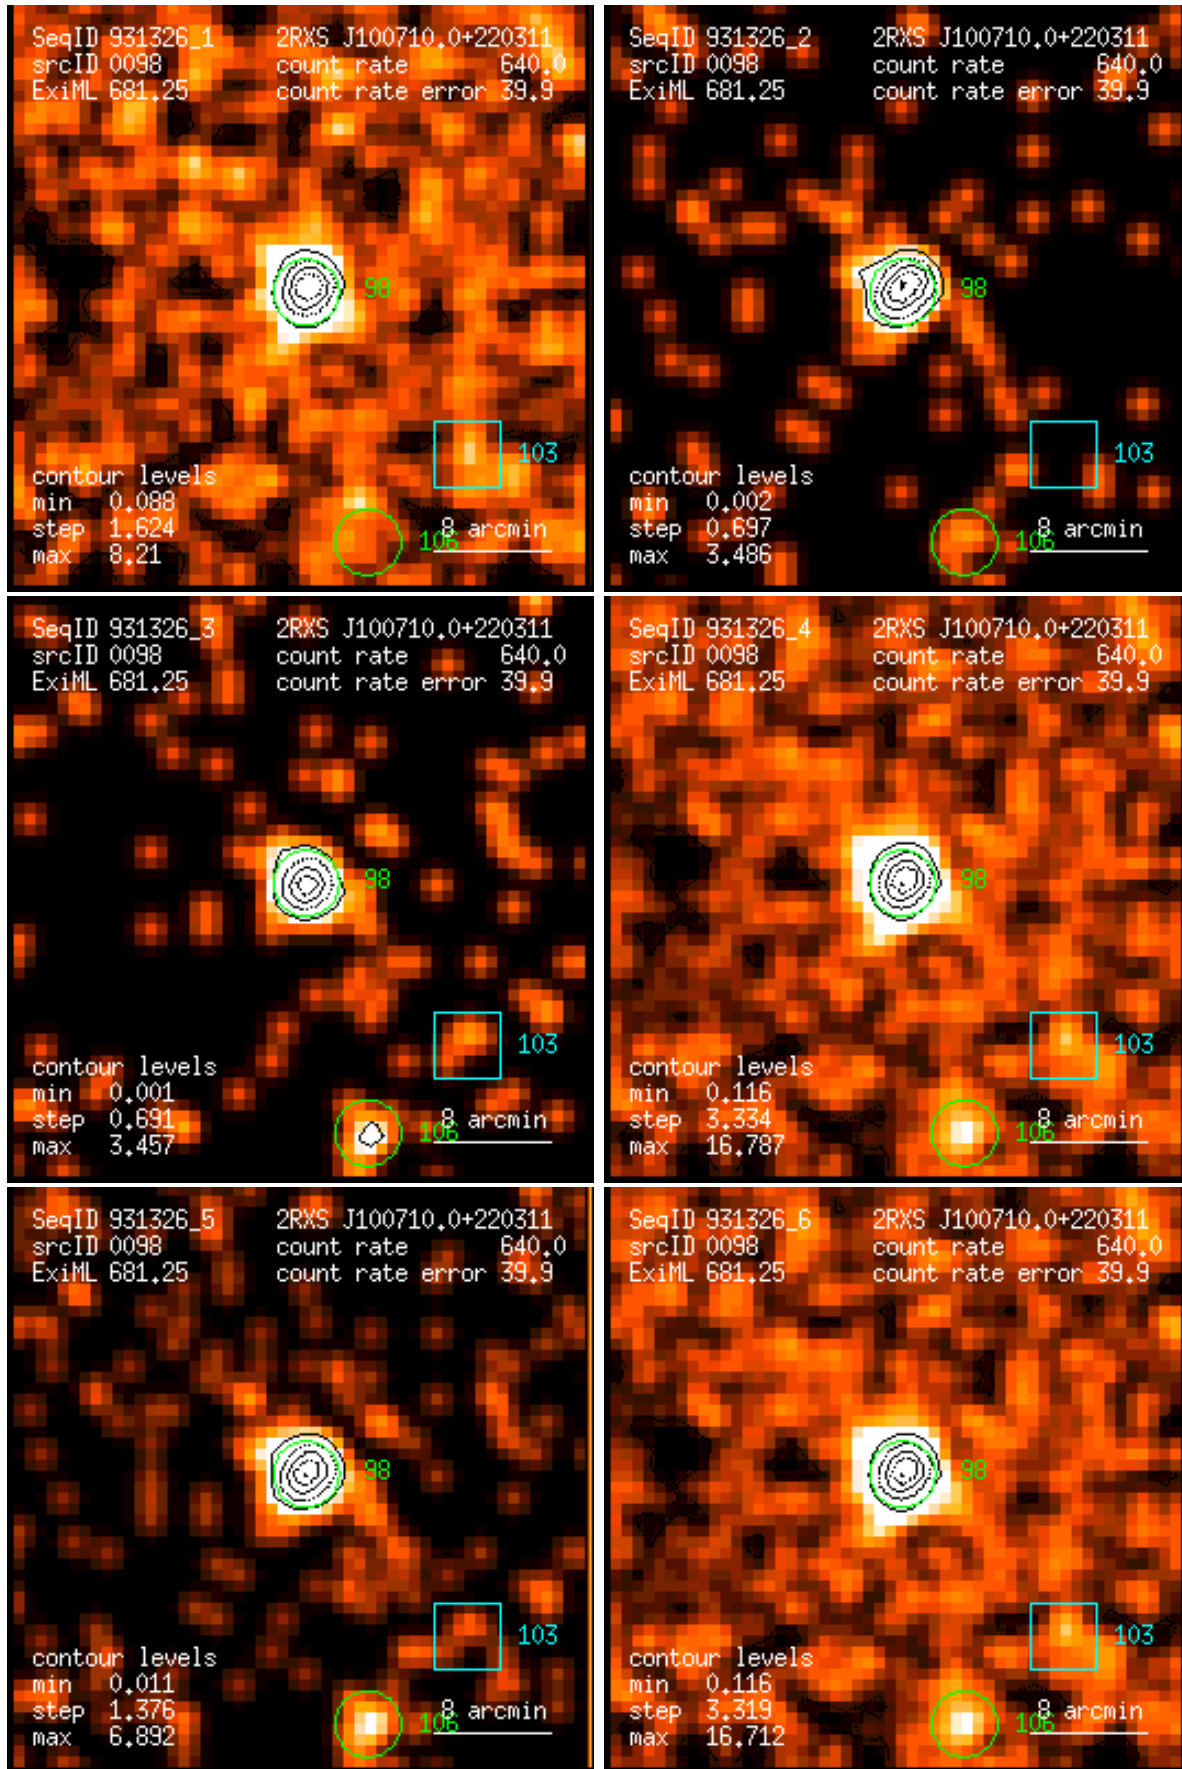 SeqID 931326_1 2RXS J100710.0+220311
srcID 0098 count rate 640.0
ExiML 681.25 count rate error 39.9
98
103
contour levels
min 0.088
step 1.624 106 8 arcmin
max 8.21
SeqID 931326_2 2RXS J100710.0+220311
srcID 0098 count rate 640.0
ExiML 681.25 count rate error 39.9
98
103
contour levels
min 0.002
step 0.697 106 8 arcmin
max 3.486
SeqID 931326_3 2RXS J100710.0+220311
srcID 0098 count rate 640.0
ExiML 681.25 count rate error 39.9
98
103
contour levels
min 0.001
step 0.691 106 8 arcmin
max 3.457
SeqID 931326_4 2RXS J100710.0+220311
srcID 0098 count rate 640.0
ExiML 681.25 count rate error 39.9
98
103
contour levels
min 0.116
step 3.334 106 8 arcmin
max 16.787
SeqID 931326_5 2RXS J100710.0+220311
srcID 0098 count rate 640.0
ExiML 681.25 count rate error 39.9
98
103
contour levels
min 0.011
step 1.376 106 8 arcmin
max 6.892
SeqID 931326_6 2RXS J100710.0+220311
srcID 0098 count rate 640.0
ExiML 681.25 count rate error 39.9
98
103
contour levels
min 0.116
step 3.319 106 8 arcmin
max 16.712